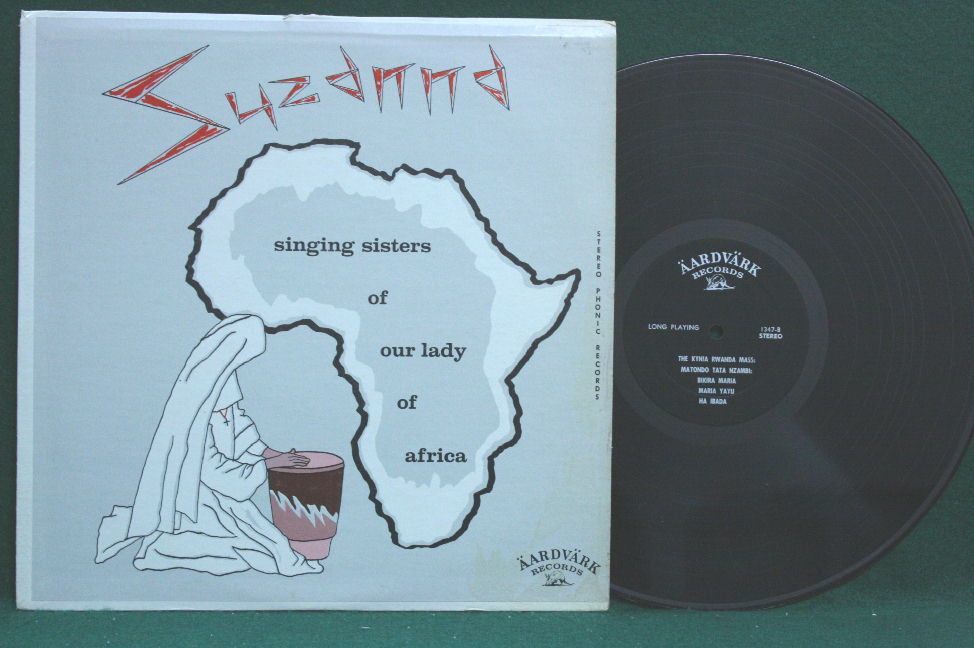 Suzanna
singing sisters
of
our lady
of
africa
STEREO PHONIC RECORDS
ÄARDVÄRK
RECORDS
ÄARDVÄRK
RECORDS
LONG PLAYING
1347-B
STEREO
THE KYNIA RWANDA MASS:
MATONDO TATA NZAMBI:
BIKIRA MARIA
MARIA YAYU
HA IBADA